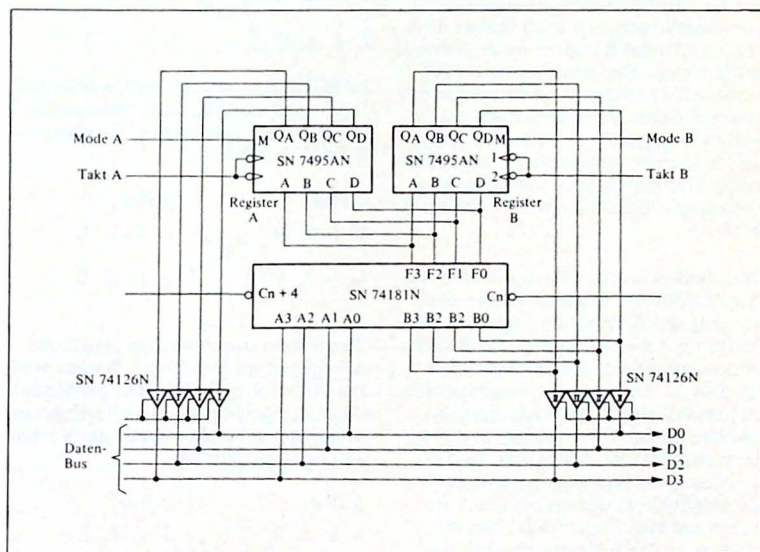 QA QB QC QD
QA QB QC QD M
Mode A
M
Mode B
SN 7495AN
1
SN 7495AN
Takt A
2
Takt B
A B C D
A B C D
Register
A
Register
B
F3 F2 F1 F0
Cn + 4
SN 74181N
Cn
A3 A2 A1 A0
B3 B2 B2 B0
SN 74126N
SN 74126N
Daten-
Bus
D0
D1
D2
D3